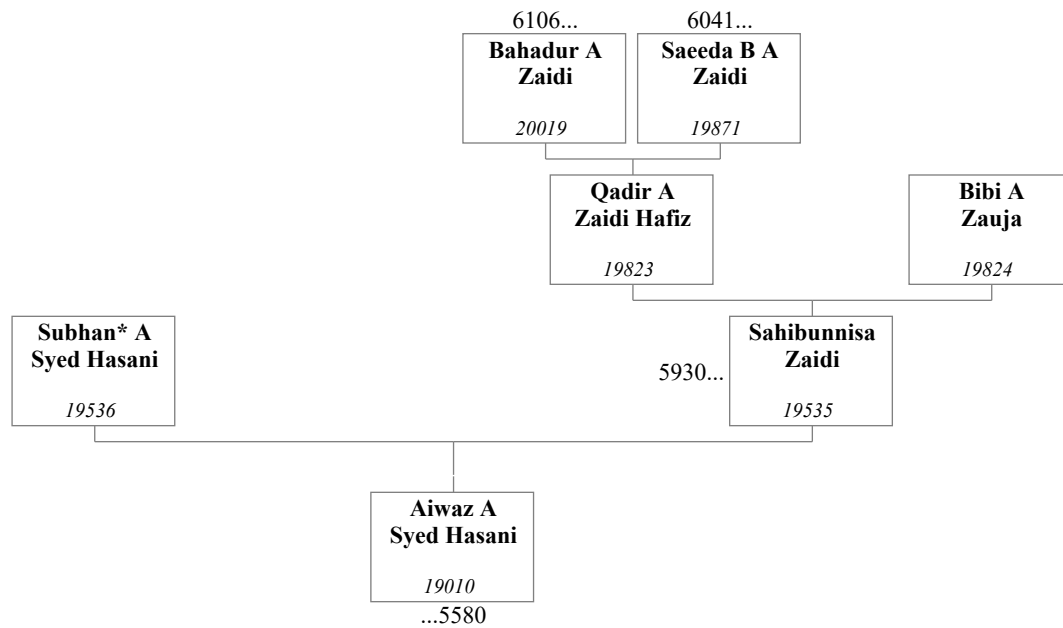 6106...
Bahadur A
Zaidi
20019
6041...
Saeeda B A
Zaidi
19871
Qadir A
Zaidi Hafiz
19823
Bibi A
Zauja
19824
Subhan* A
Syed Hasani
19536
5930...
Sahibunnisa
Zaidi
19535
Aiwaz A
Syed Hasani
19010
...5580